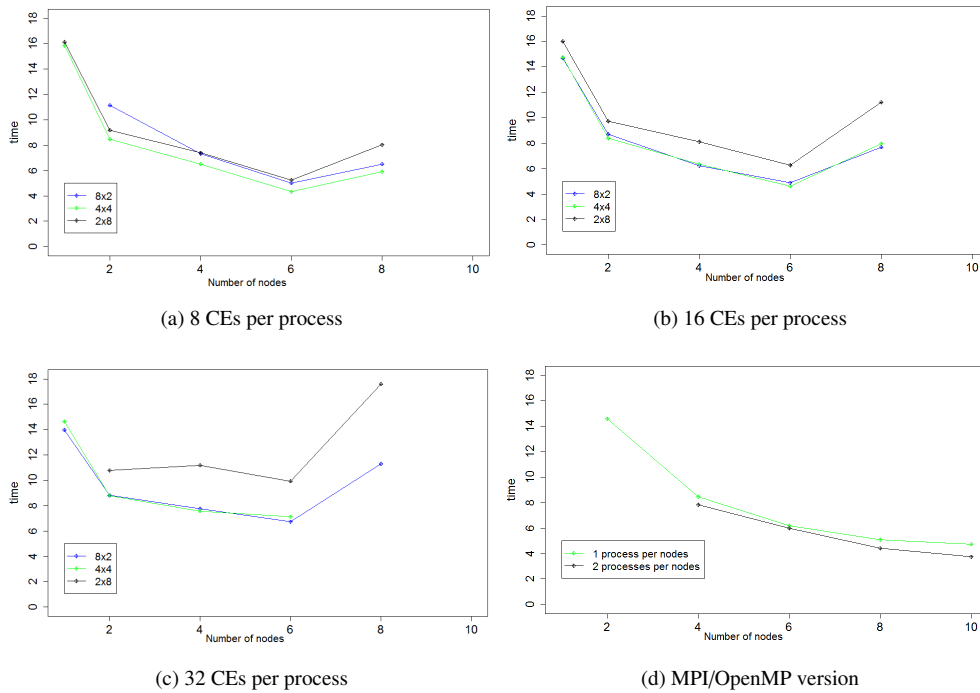 18
16
14
12
10
8
6
4
2
0
time
8x2
4x4
2x8
2 4 6 8 10
Number of nodes
(a) 8 CEs per process
18
16
14
12
10
8
6
4
2
0
time
8x2
4x4
2x8
2 4 6 8 10
Number of nodes
(b) 16 CEs per process
18
16
14
12
10
8
6
4
2
0
time
8x2
4x4
2x8
2 4 6 8 10
Number of nodes
(c) 32 CEs per process
18
16
14
12
10
8
6
4
2
0
time
1 process per nodes
2 processes per nodes
2 4 6 8 10
Number of nodes
(d) MPI/OpenMP version